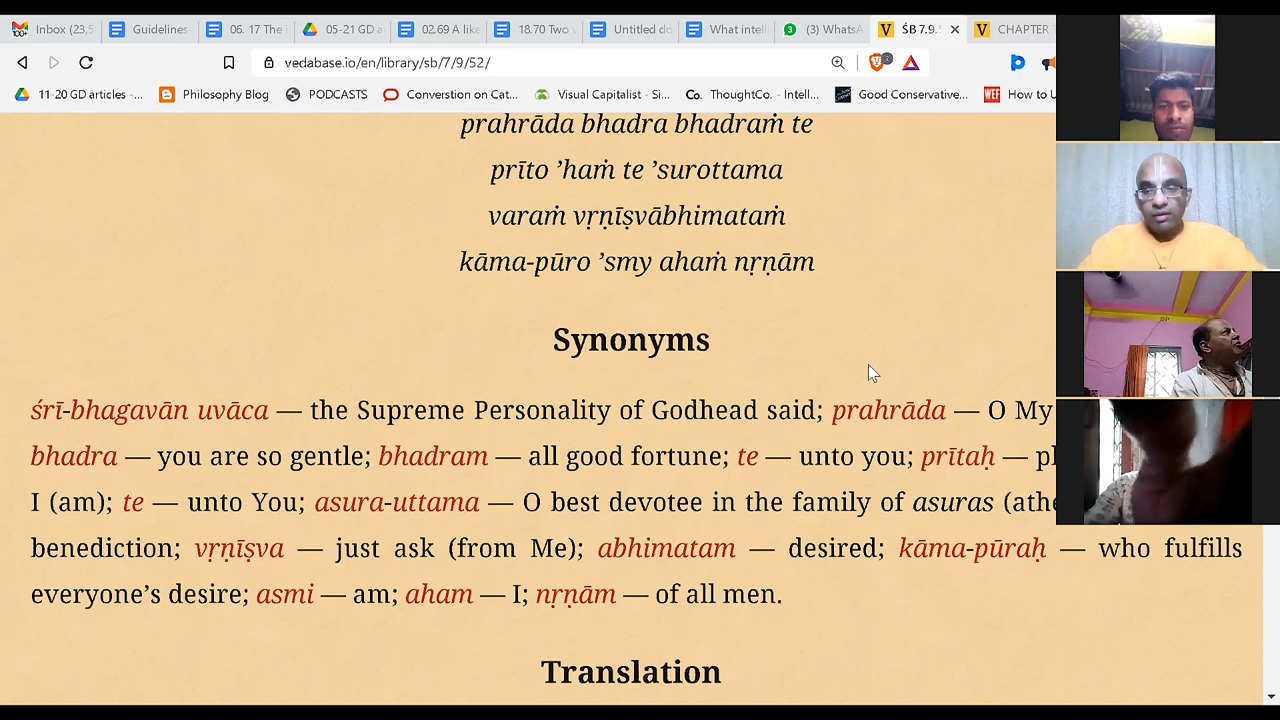 Inbox (23,5
Guidelines
06. 17 The
05-21 GD a
02.69 A like
18.70 Two v
Untitled do
What intell
(3) WhatsA
ŚB 7.9.
CHAPTER
vedabase.io/en/library/sb/7/9/52/
11-20 GD articles -...
Philosophy Blog
PODCASTS
Converstion on Cat...
Visual Capitalist - Si...
ThoughtCo. - Intell...
Good Conservative...
How to U
prahrāda bhadra bhadraṁ te
prīto ’haṁ te ’surottama
varaṁ vṛṇīṣvābhimataṁ
kāma-pūro ’smy ahaṁ nṛṇām
Synonyms
śrī-bhagavān uvāca — the Supreme Personality of Godhead said; prahrāda — O My
bhadra — you are so gentle; bhadram — all good fortune; te — unto you; prītaḥ — pl
I (am); te — unto You; asura-uttama — O best devotee in the family of asuras (athe
benediction; vṛṇīṣva — just ask (from Me); abhimatam — desired; kāma-pūraḥ — who fulfills
everyone’s desire; asmi — am; aham — I; nṛṇām — of all men.
Translation